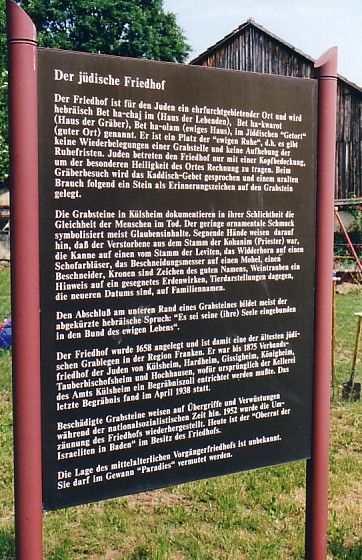 Der jüdische Friedhof
Der Friedhof ist für den Juden ein ehrfurchtgebietender Ort und wird
hebräisch Bet ha-chaj im (Haus der Lebenden), Bet ha-kwarot
(Haus der Gräber), Bet ha-olam (ewiges Haus), im Jiddischen "Getort"
(guter Ort) genannt. Er ist ein Platz der "ewigen Ruhe", d.h. es gibt
keine Wiederbelegungen einer Grabstelle und keine Aufhebung der
Ruhefristen. Juden betreten den Friedhof nur mit einer Kopfbedeckung,
um der besonderen Heiligkeit des Ortes Rechnung zu tragen. Beim
Gräberbesuch wird das Kaddisch-Gebet gesprochen und einem uralten
Brauch folgend ein Stein als Erinnerungszeichen auf den Grabstein
gelegt.
Die Grabsteine in Külsheim dokumentieren in ihrer Schlichtheit die
Gleichheit der Menschen im Tod. Der geringe ornamentale Schmuck
symbolisiert meist Glaubensinhalte. Segnende Hände weisen darauf
hin, daß der Verstorbene aus dem Stamm der Kohanim (Priester) war,
die Kanne auf einen vom Stamm der Leviten, das Widderhorn auf einen
Schofarbläser, das Beschneidungsmesser auf einen Mohel, einen
Beschneider, Kronen sind Zeichen des guten Namens, Weintrauben ein
Hinweis auf ein gesegnetes Erdenwirken, Tierdarstellungen dagegen,
die neueren Datums sind, auf Familiennamen.
Den Abschluß am unteren Rand eines Grabsteines bildet meist der
abgekürzte hebräische Spruch: "Es sei seine (ihre) Seele eingebunden
in den Bund des ewigen Lebens".
Der Friedhof wurde 1658 angelegt und ist damit eine der ältesten jüdi-
schen Grablegen in der Region Franken. Er war bis 1875 Verbands-
friedhof der Juden von Külsheim, Hardheim, Gissigheim, Königheim,
Tauberbischofsheim und Hochhausen, wofür ursprünglich der Kellerei
des Amts Külsheim ein Begräbniszoll entrichtet werden mußte. Das
letzte Begräbnis fand im April 1938 statt.
Beschädigte Grabsteine weisen auf Übergriffe und Verwüstungen
während der nationalsozialistischen Zeit hin. 1952 wurde die Um-
zäunung des Friedhofs wiederhergestellt. Heute ist der "Oberrat der
Israeliten in Baden" im Besitz des Friedhofs.
Die Lage des mittelalterlichen Vorgängerfriedhofs ist unbekannt.
Sie darf im Gewann "Paradies" vermutet werden.